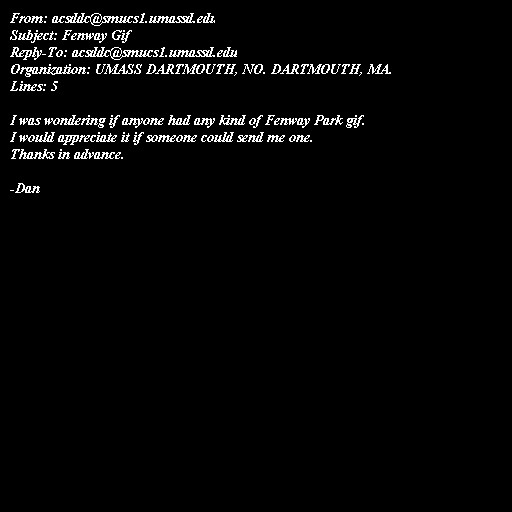 From: acsddc@smucs1.umassd.edu
Subject: Fenway Gif
Reply-To: acsddc@smucs1.umassd.edu
Organization: UMASS DARTMOUTH, NO. DARTMOUTH, MA.
Lines: 5

I was wondering if anyone had any kind of Fenway Park gif.
I would appreciate it if someone could send me one.
Thanks in advance.

-Dan